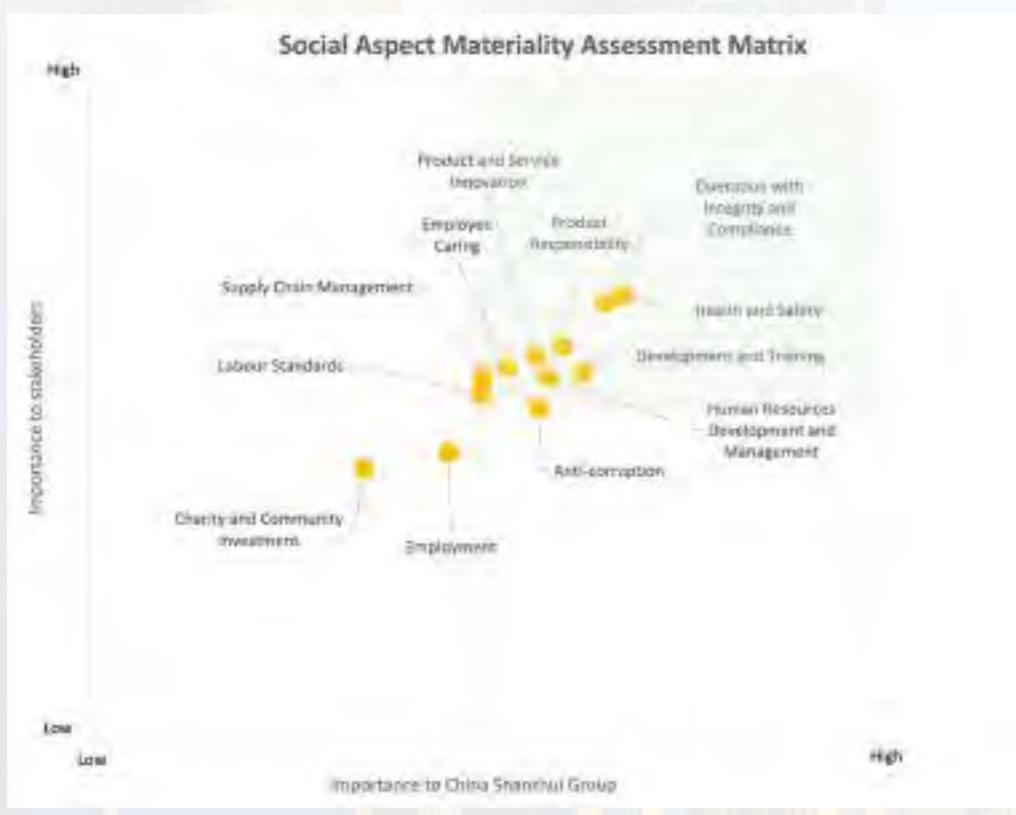 Social Aspect Materiality Assessment Matrix
High
Product and Service
Innovation
Employee
Caring
Product
Responsibility
with
Integrity and
Compliance
Supply Chain Management
Health and Safety
Labour Standards
Development and Training
Human Resources
Development and
Management
Anti-corruption
Charity and Community
Investment
Employment
Importance to stakeholders
Low
Low
High
Importance to China Shanshui Group